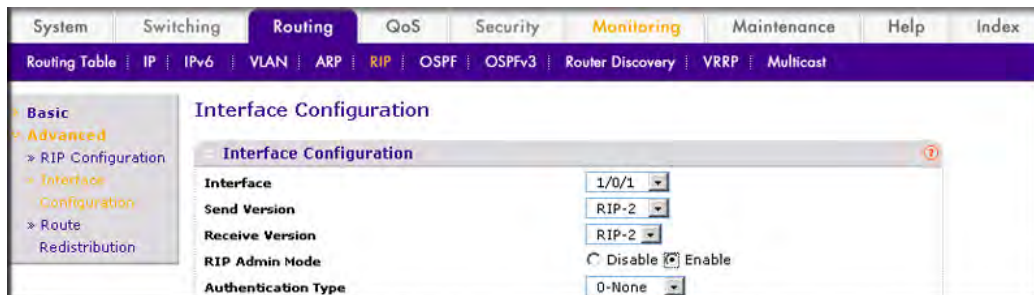 System Switching Routing QoS Security Monitoring Maintenance Help Index
Routing Table IP IPv6 VLAN ARP RIP OSPF OSPFv3 Router Discovery VRRP Multicast
Basic
Advanced
» RIP Configuration
» Interface
Configuration
» Route
Redistribution
Interface Configuration
Interface Configuration ?
Interface 1/0/1
Send Version RIP-2
Receive Version RIP-2
RIP Admin Mode Disable Enable
Authentication Type 0-None